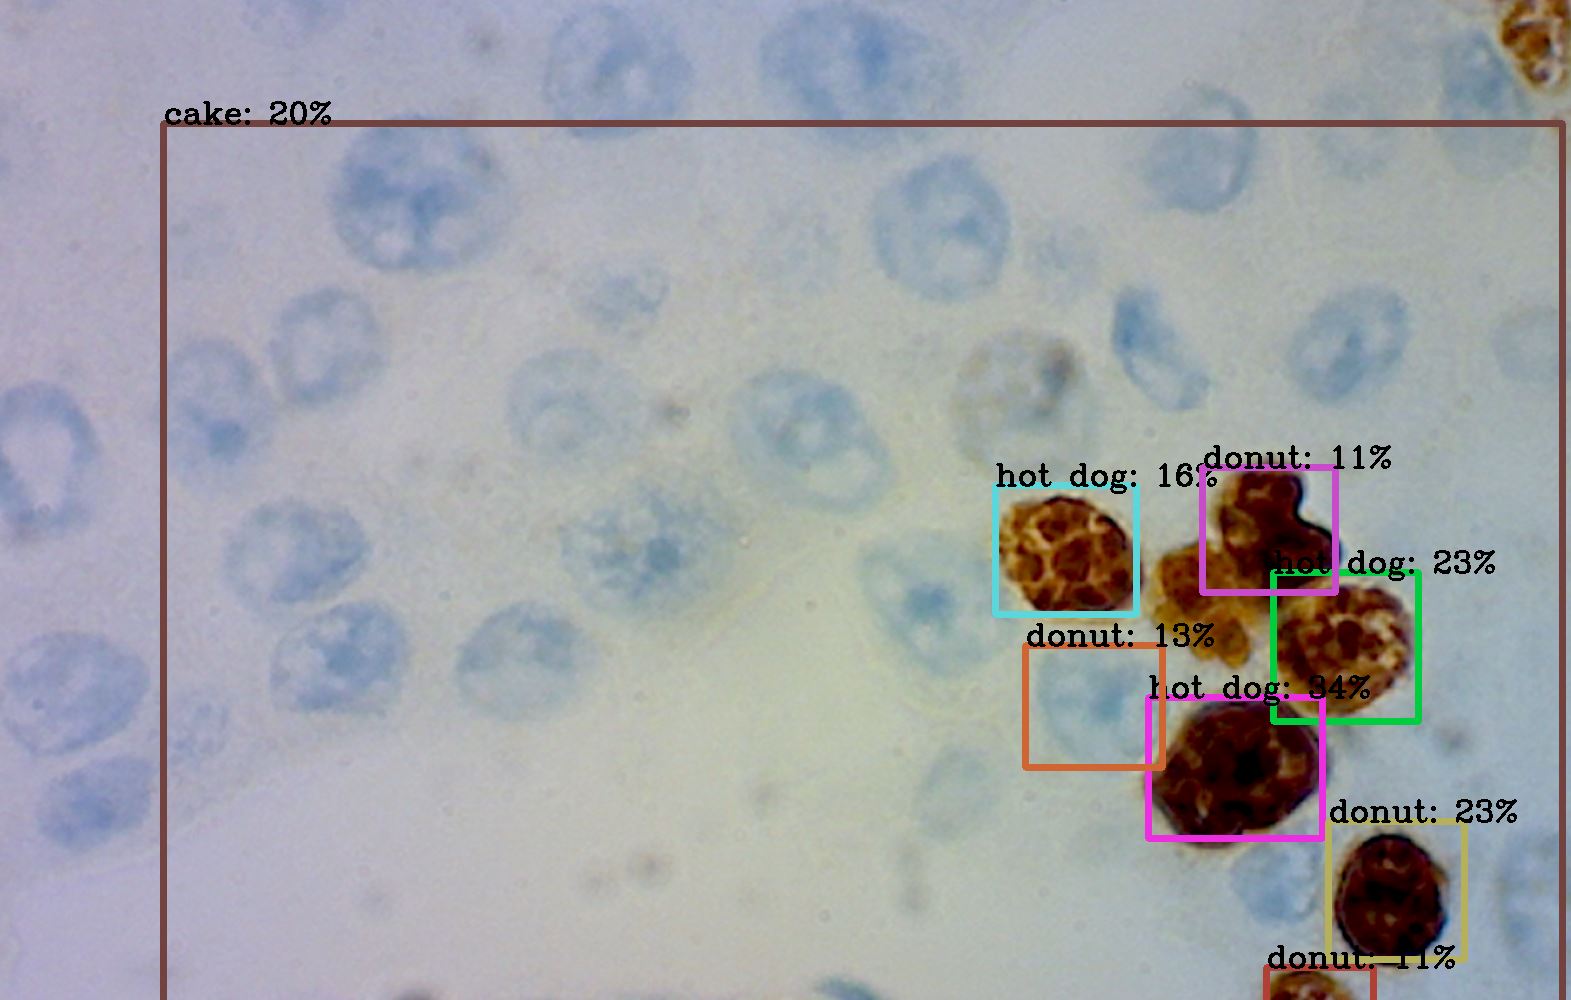 cake: 20%
donut: 11%
hot dog: 16%
hot dog: 23%
donut: 13%
hot dog: 34%
donut: 23%
donut: 11%